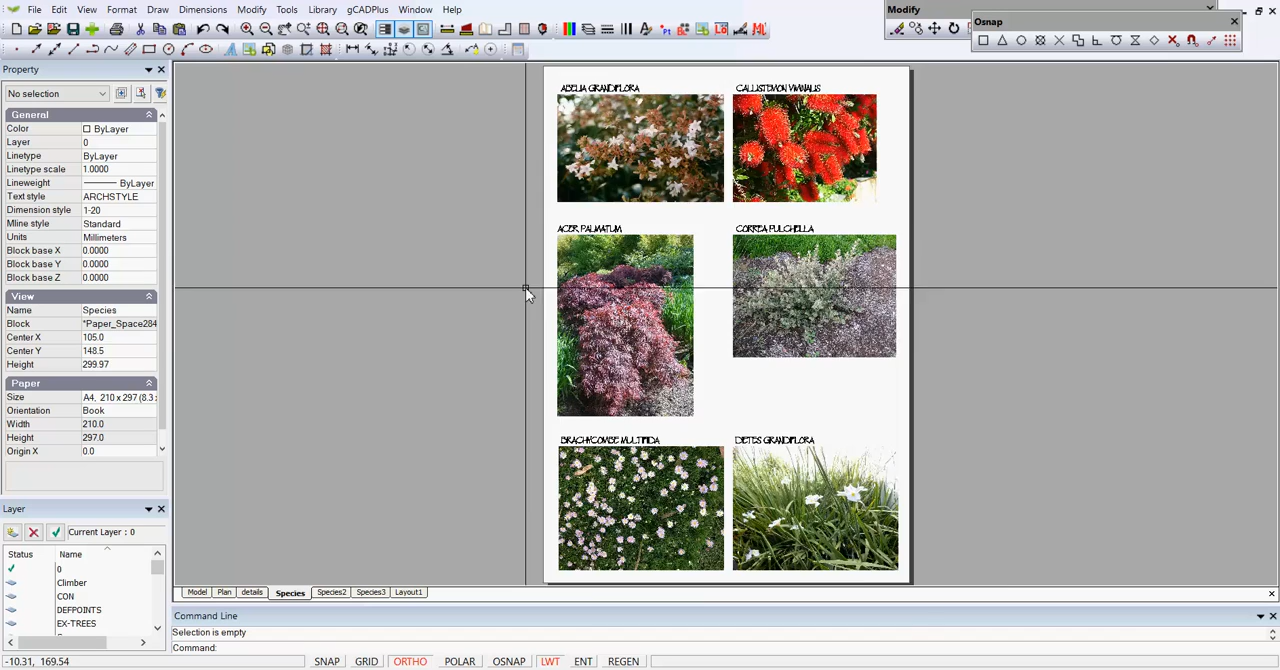 File Edit View Format Draw Dimensions Modify Tools Library gCADPlus Window Help
Modify
Osnap
Property
No selection
General
Color ByLayer
Layer 0
Linetype ByLayer
Linetype scale 1.0000
Lineweight ByLayer
Text style ARCHSTYLE
Dimension style 1-20
Mline style Standard
Units Millimeters
Block base X 0.0000
Block base Y 0.0000
Block base Z 0.0000
View
Name Species
Block *Paper_Space284
Center X 105.0
Center Y 148.5
Height 299.97
Paper
Size A4, 210 x 297 (8.3 x
Orientation Book
Width 210.0
Height 297.0
Origin X 0.0
Layer
Current Layer : 0
Status Name
0
Climber
CON
DEFPOINTS
EX-TREES
ABELIA GRANDIFLORA
CALLISTEMON VIMINALIS
ACER PALMATUM
CORREA PULCHELLA
BRACHYCOMBE MULTIFIDA
DIETES GRANDIFLORA
Model Plan details Species Species2 Species3 Layout1
Command Line
Selection is empty
Command:
-10.31, 169.54
SNAP GRID ORTHO POLAR OSNAP LWT ENT REGEN